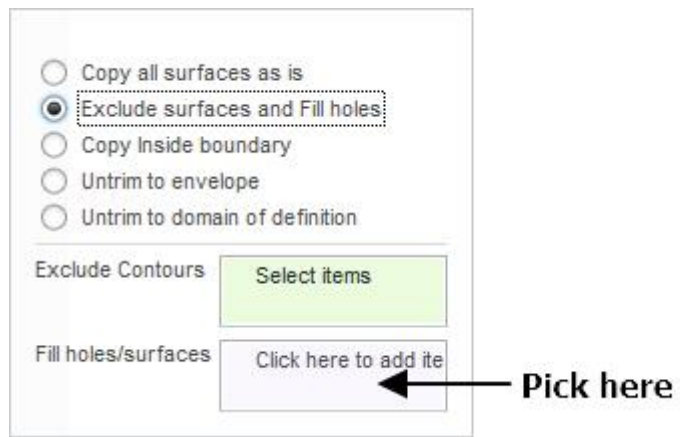 Copy all surfaces as is
Exclude surfaces and Fill holes
Copy Inside boundary
Untrim to envelope
Untrim to domain of definition
Exclude Contours
Select items
Fill holes/surfaces
Click here to add ite
Pick here